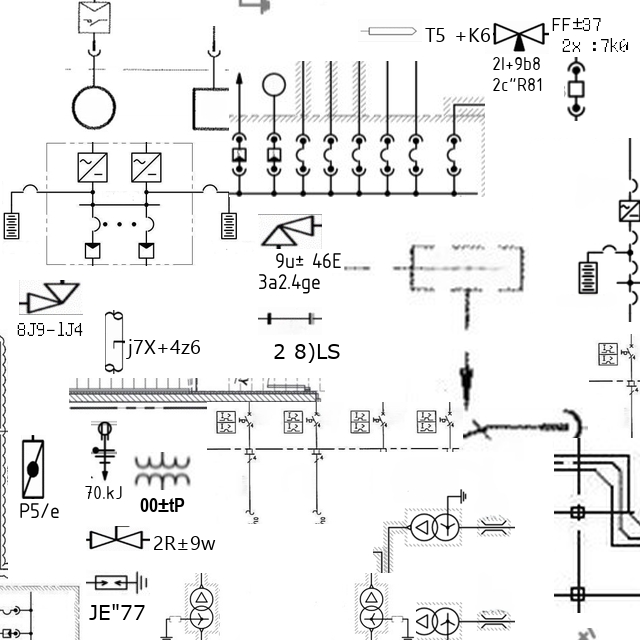 T5 +K6
FF±37
2x :7k0
2I+9b8
2c"R81
9u± 46E
3a2.4ge
8J9-1J4
j7X+4z6
2 8)LS
70.kJ
P5/e
00±tP
2R±9w
JE"77